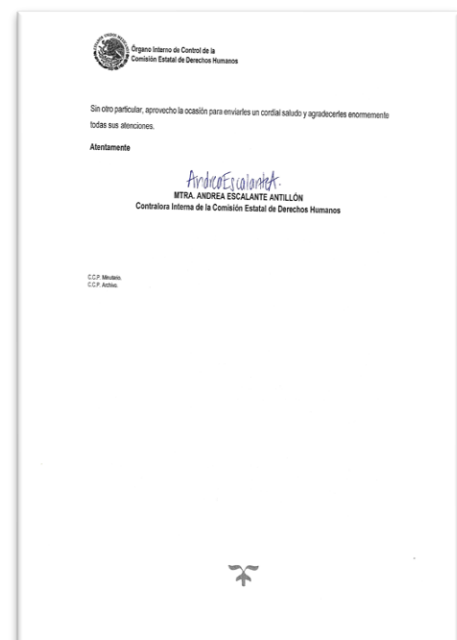 Órgano Interno de Control de la
Comisión Estatal de Derechos Humanos
Sin otro particular, aprovecho la ocasión para enviarles un cordial saludo y agradecerles enormemente
todas sus atenciones.
Atentamente
AndreaEscalanteA.
MTRA. ANDREA ESCALANTE ANTILLÓN
Contralora Interna de la Comisión Estatal de Derechos Humanos
C.C.P. Minutario.
C.C.P. Archivo.